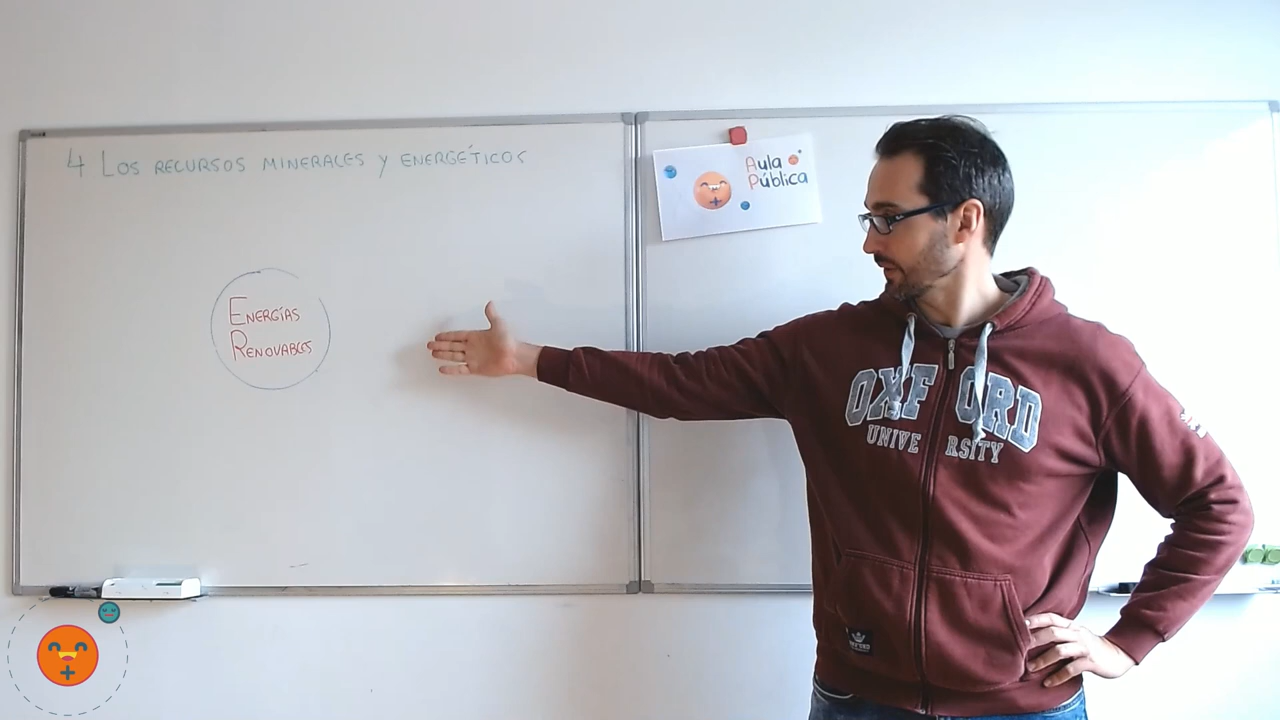 4 LOS RECURSOS MINERALES Y ENERGÉTICOS
ENERGÍAS
RENOVABLES
Aula
Pública
OXFORD
UNIVERSITY